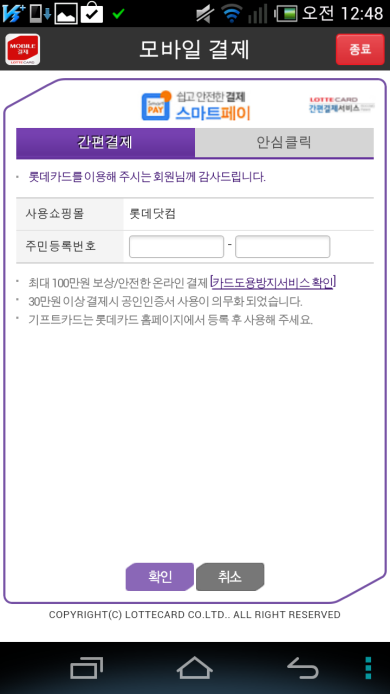 오전 12:48
MOBILE
결제
LOTTECARD
모바일 결제
종료
Smart
PAY
쉽고 안전한 결제
스마트페이
LOTTE CARD
간편결제서비스
간편결제
안심클릭
롯데카드를 이용해 주시는 회원님께 감사드립니다.
사용쇼핑몰
롯데닷컴
주민등록번호
-
최대 100만원 보상/안전한 온라인 결제 [카드도용방지서비스 확인]
30만원 이상 결제시 공인인증서 사용이 의무화 되었습니다.
기프트카드는 롯데카드 홈페이지에서 등록 후 사용해 주세요.
확인
취소
COPYRIGHT(C) LOTTECARD CO.LTD.. ALL RIGHT RESERVED